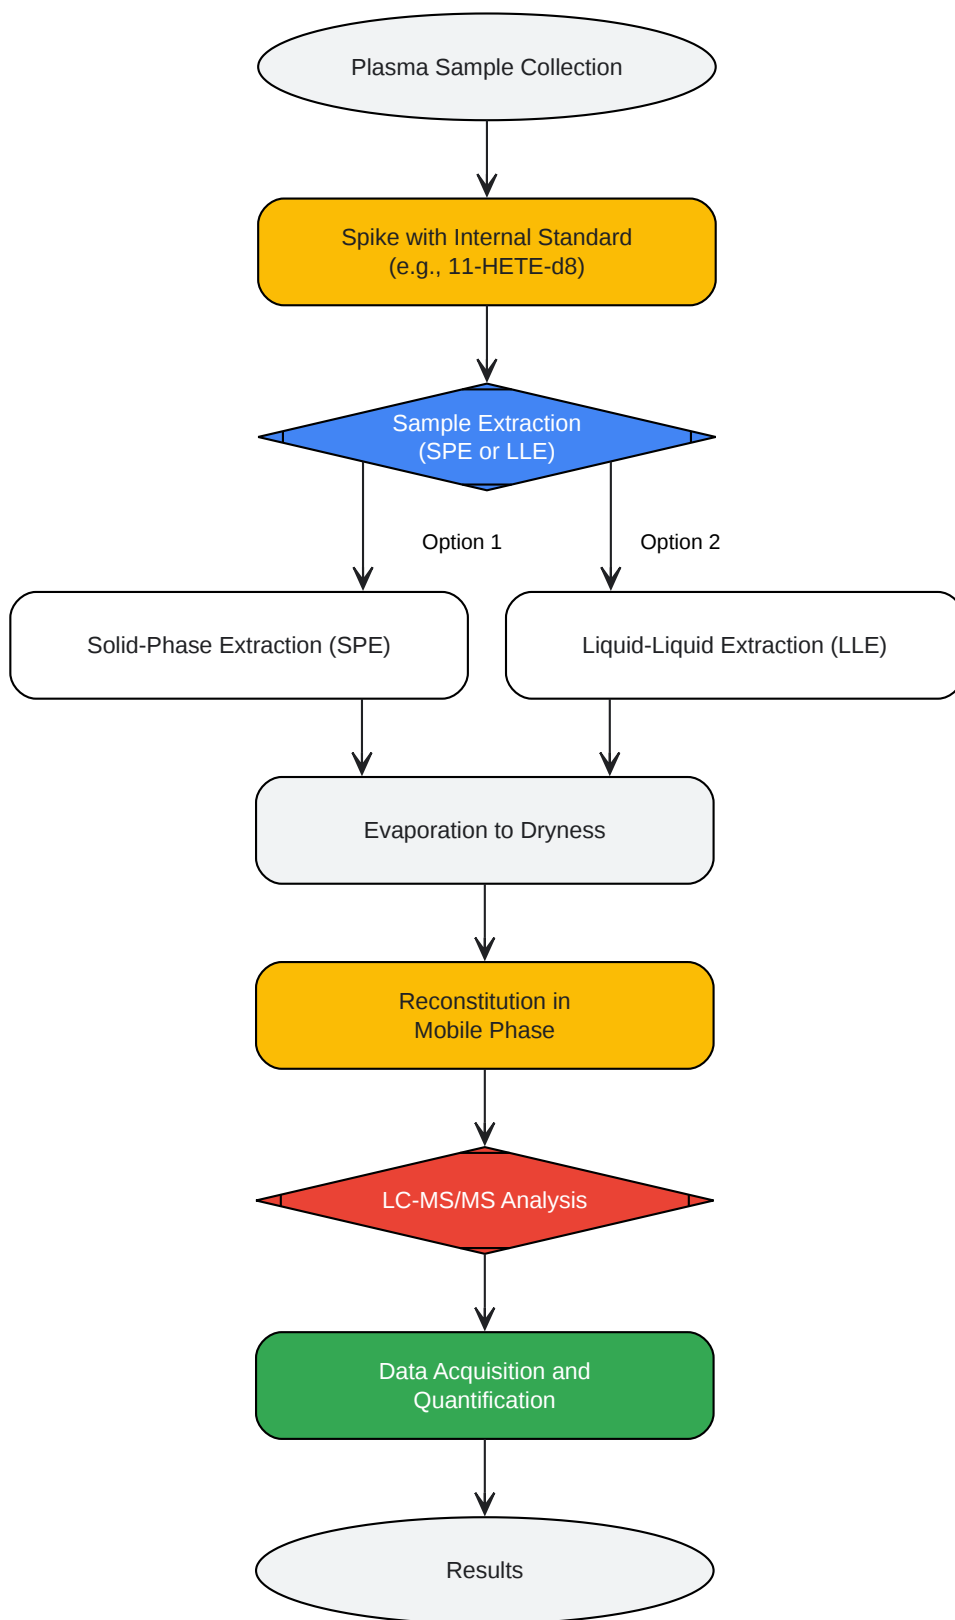 Plasma Sample Collection
Spike with Internal Standard
(e.g., 11-HETE-d8)
Sample Extraction
(SPE or LLE)
Option 1
Option 2
Solid-Phase Extraction (SPE)
Liquid-Liquid Extraction (LLE)
Evaporation to Dryness
Reconstitution in
Mobile Phase
LC-MS/MS Analysis
Data Acquisition and
Quantification
Results